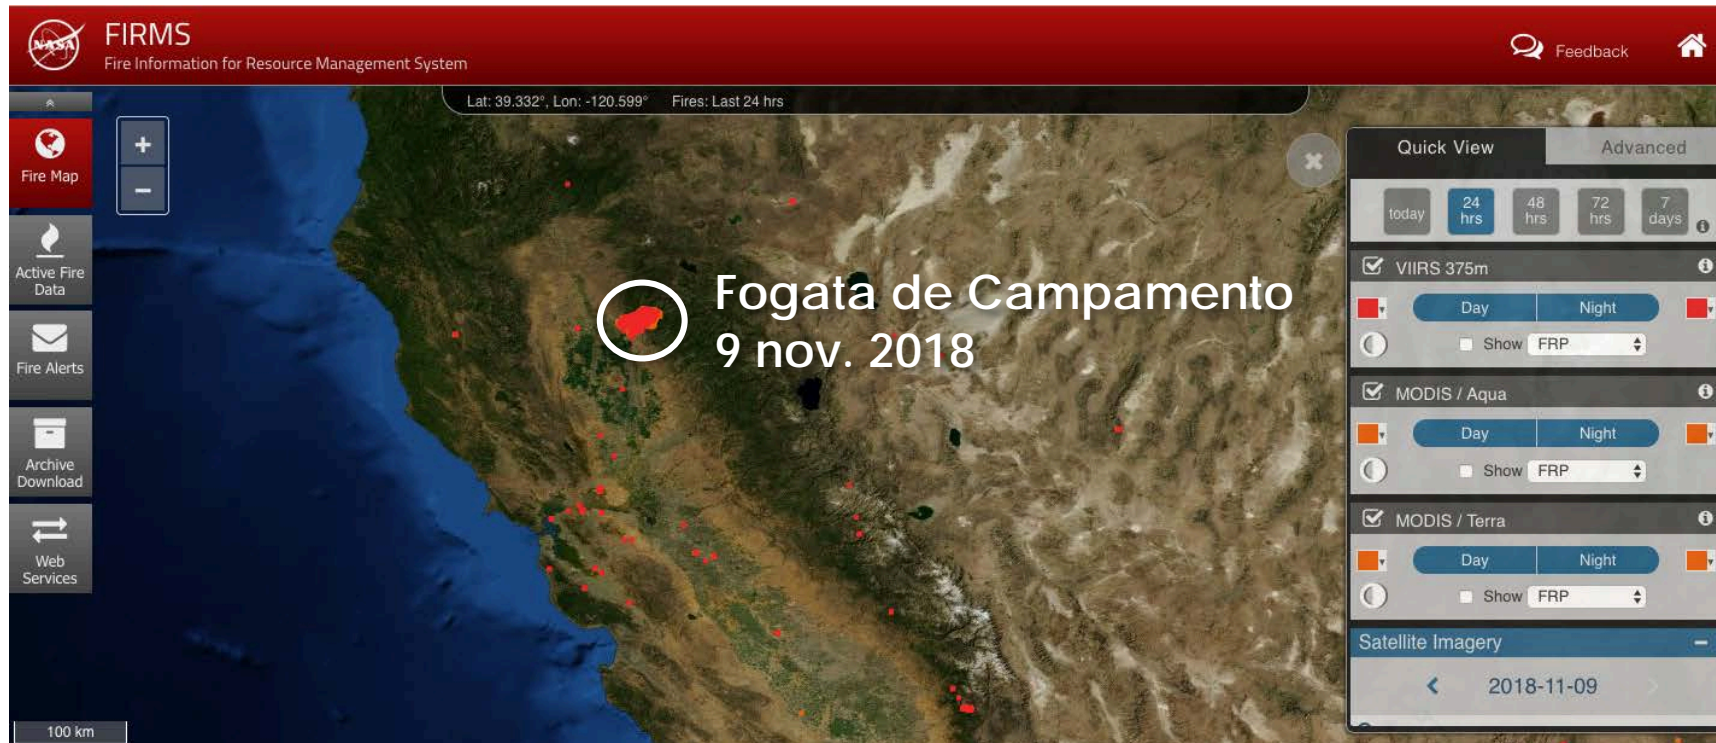 NASA
FIRMS
Fire Information for Resource Management System
Feedback
Lat: 39.332°, Lon: -120.599° Fires: Last 24 hrs
Fire Map
Active Fire
Data
Fire Alerts
Archive
Download
Web
Services
+
−
Fogata de Campamento
9 nov. 2018
100 km
Quick View
Advanced
today
24
hrs
48
hrs
72
hrs
7
days
VIIRS 375m
Day
Night
Show
FRP
MODIS / Aqua
Day
Night
Show
FRP
MODIS / Terra
Day
Night
Show
FRP
Satellite Imagery
2018-11-09